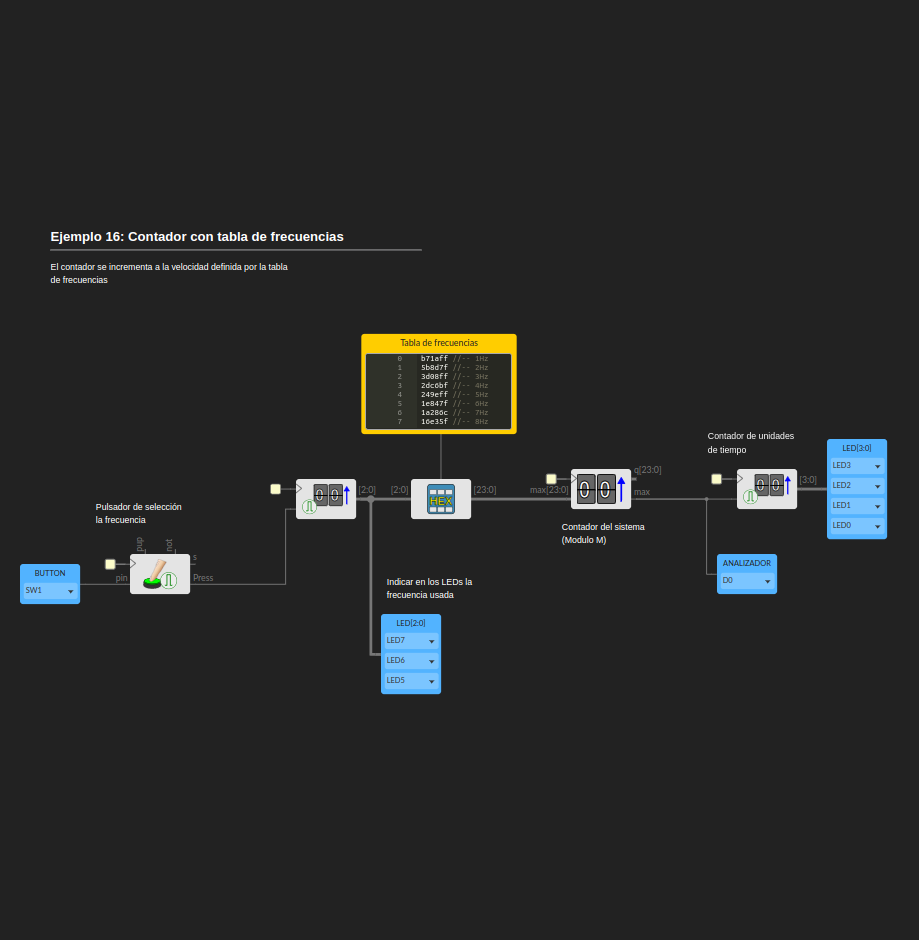 Ejemplo 16: Contador con tabla de frecuencias
El contador se incrementa a la velocidad definida por la tabla
de frecuencias
Tabla de frecuencias
0 b71aff //-- 1Hz
1 5b8d7f //-- 2Hz
2 3d08ff //-- 3Hz
3 2dc6bf //-- 4Hz
4 249eff //-- 5Hz
5 1e847f //-- 6Hz
6 1a286c //-- 7Hz
7 16e35f //-- 8Hz
Pulsador de selección
la frecuencia
BUTTON
SW1
pin
pup
not
s
Press
00
[2:0]
[2:0]
HEX
[23:0]
Indicar en los LEDs la
frecuencia usada
LED[2:0]
LED7
LED6
LED5
max[23:0]
00
q[23:0]
max
Contador del sistema
(Modulo M)
Contador de unidades
de tiempo
00
[3:0]
LED[3:0]
LED3
LED2
LED1
LED0
ANALIZADOR
D0